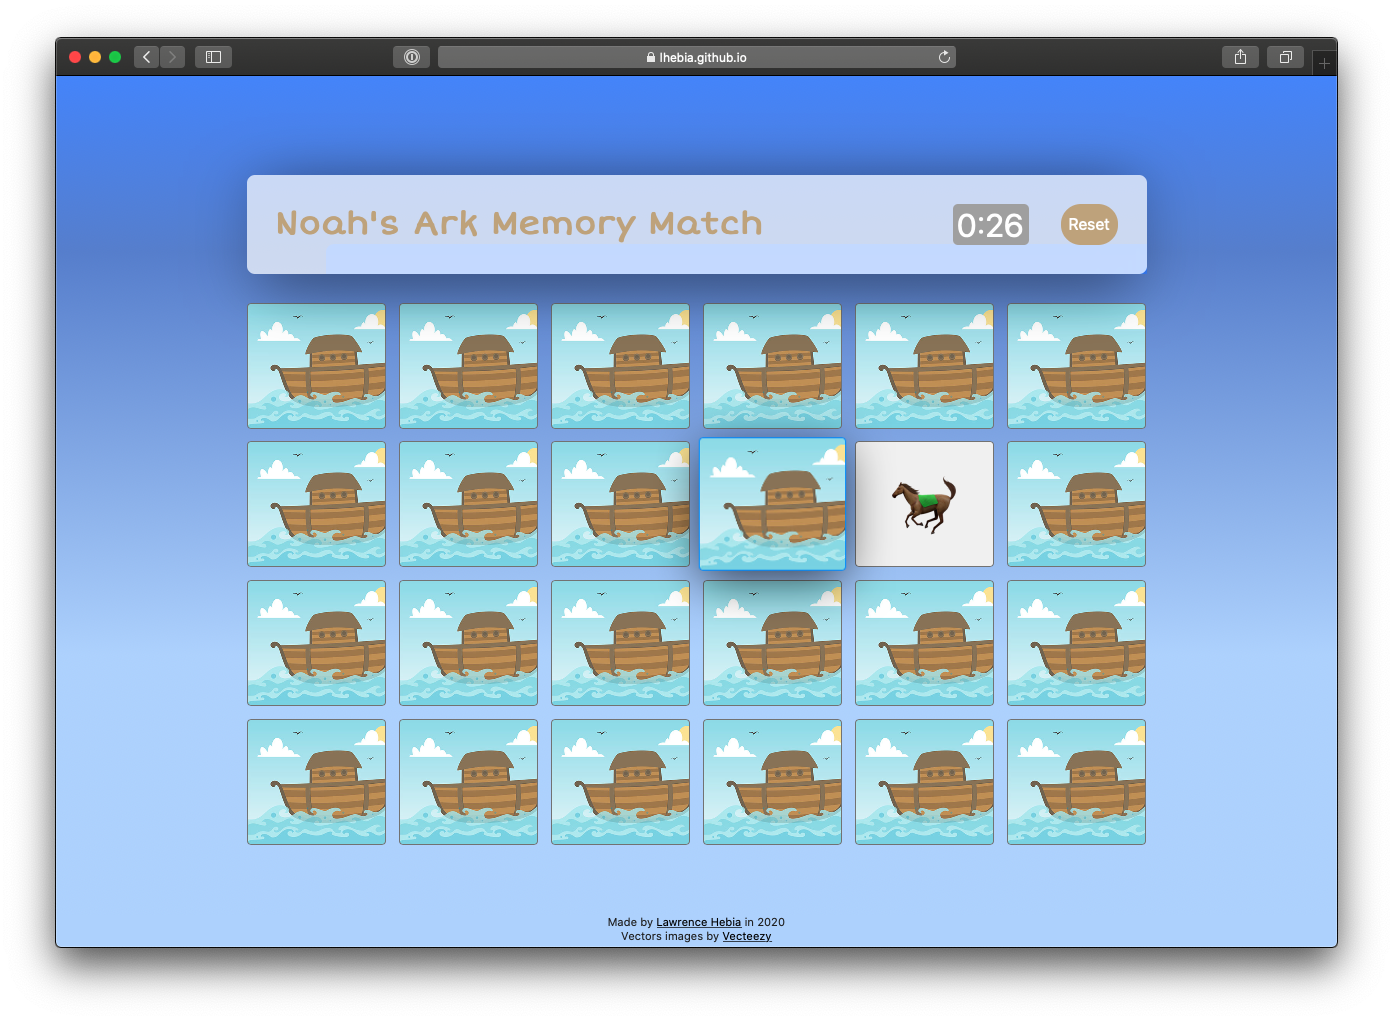 lhebia.github.io
Noah's Ark Memory Match
0:26
Reset
Made by Lawrence Hebia in 2020
Vectors images by Vecteezy